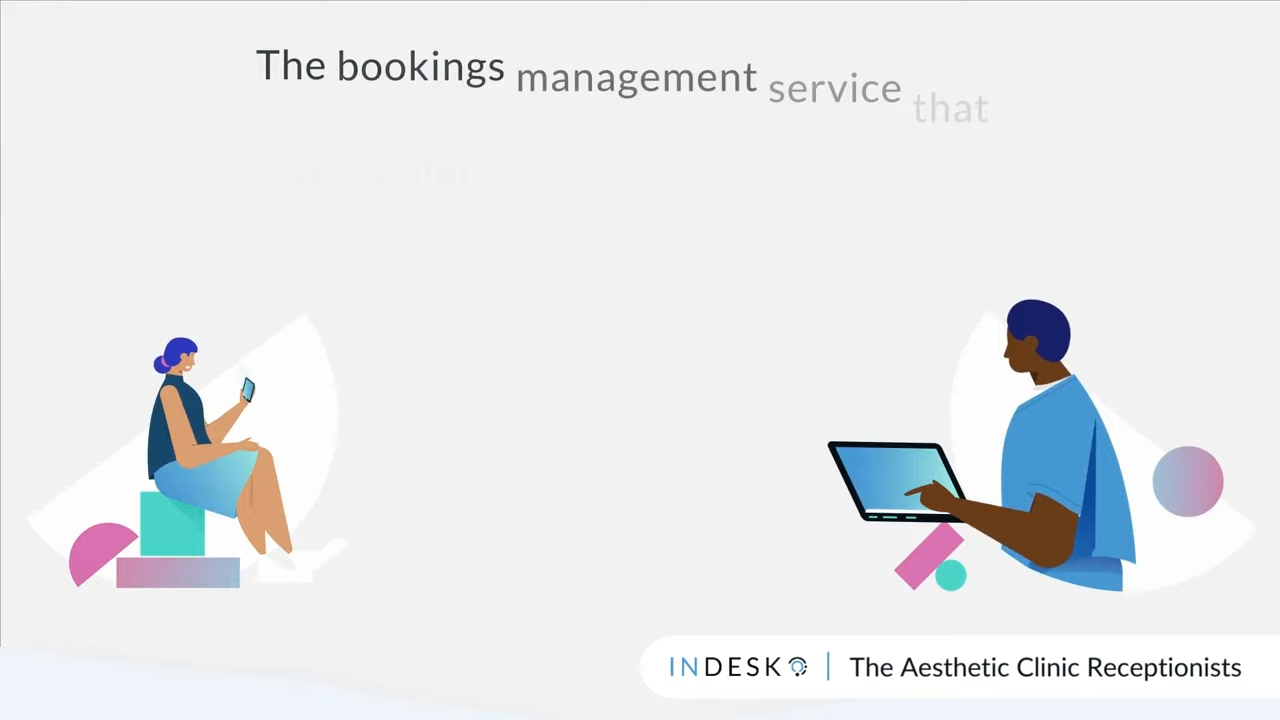 The bookings management service that
INDESK | The Aesthetic Clinic Receptionists